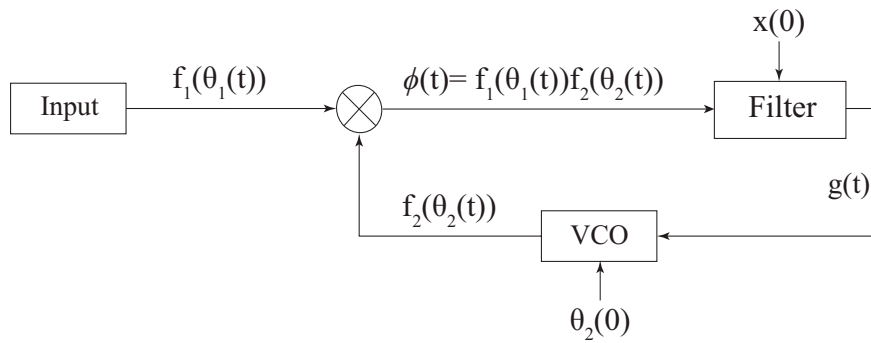 x(0)
f₁(θ₁(t))
ϕ(t)= f₁(θ₁(t))f₂(θ₂(t))
Input
Filter
g(t)
f₂(θ₂(t))
VCO
θ₂(0)